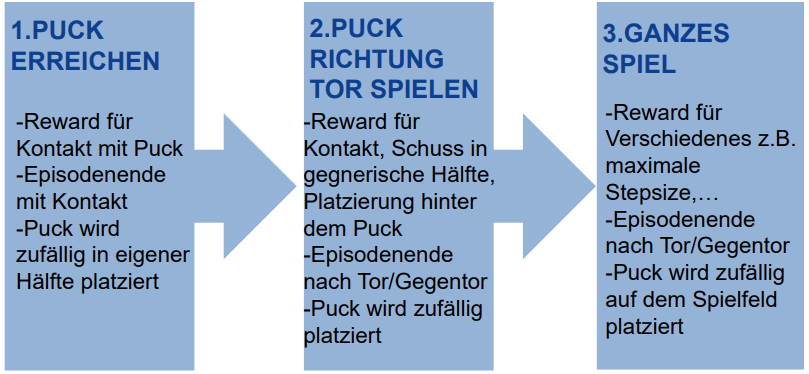 1.PUCK
ERREICHEN
-Reward für
Kontakt mit Puck
-Episodenende
mit Kontakt
-Puck wird
zufällig in eigener
Hälfte platziert
2.PUCK
RICHTUNG
TOR SPIELEN
-Reward für
Kontakt, Schuss in
gegnerische Hälfte,
Platzierung hinter
dem Puck
-Episodenende
nach Tor/Gegentor
-Puck wird zufällig
platziert
3.GANZES
SPIEL
-Reward für
Verschiedenes z.B.
maximale
Stepsize,...
-Episodenende
nach Tor/Gegentor
-Puck wird zufällig
auf dem Spielfeld
platziert